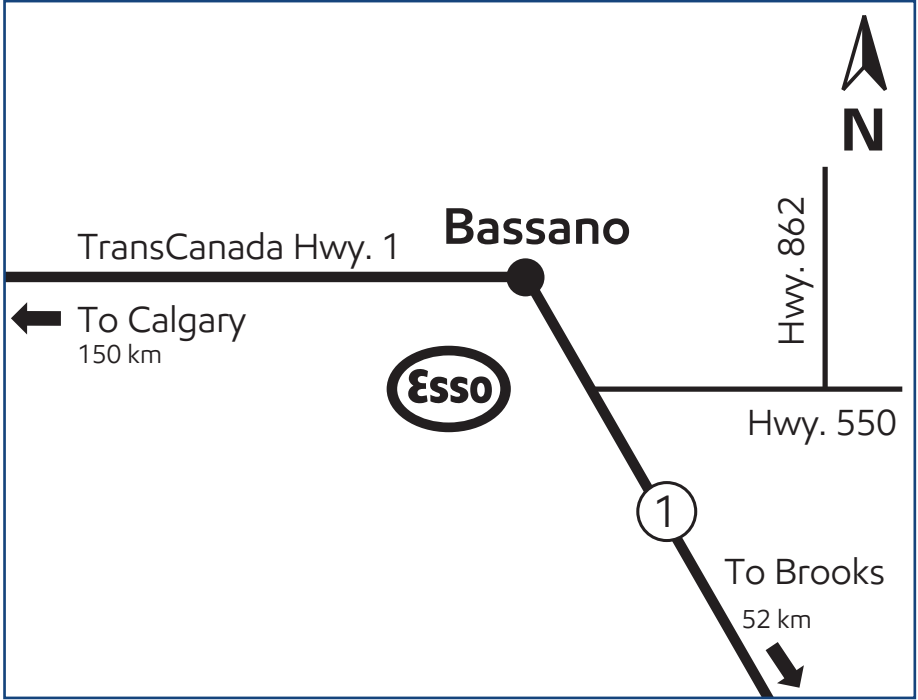 N
Bassano
TransCanada Hwy. 1
Hwy. 862
To Calgary
150 km
Esso
Hwy. 550
1
To Brooks
52 km